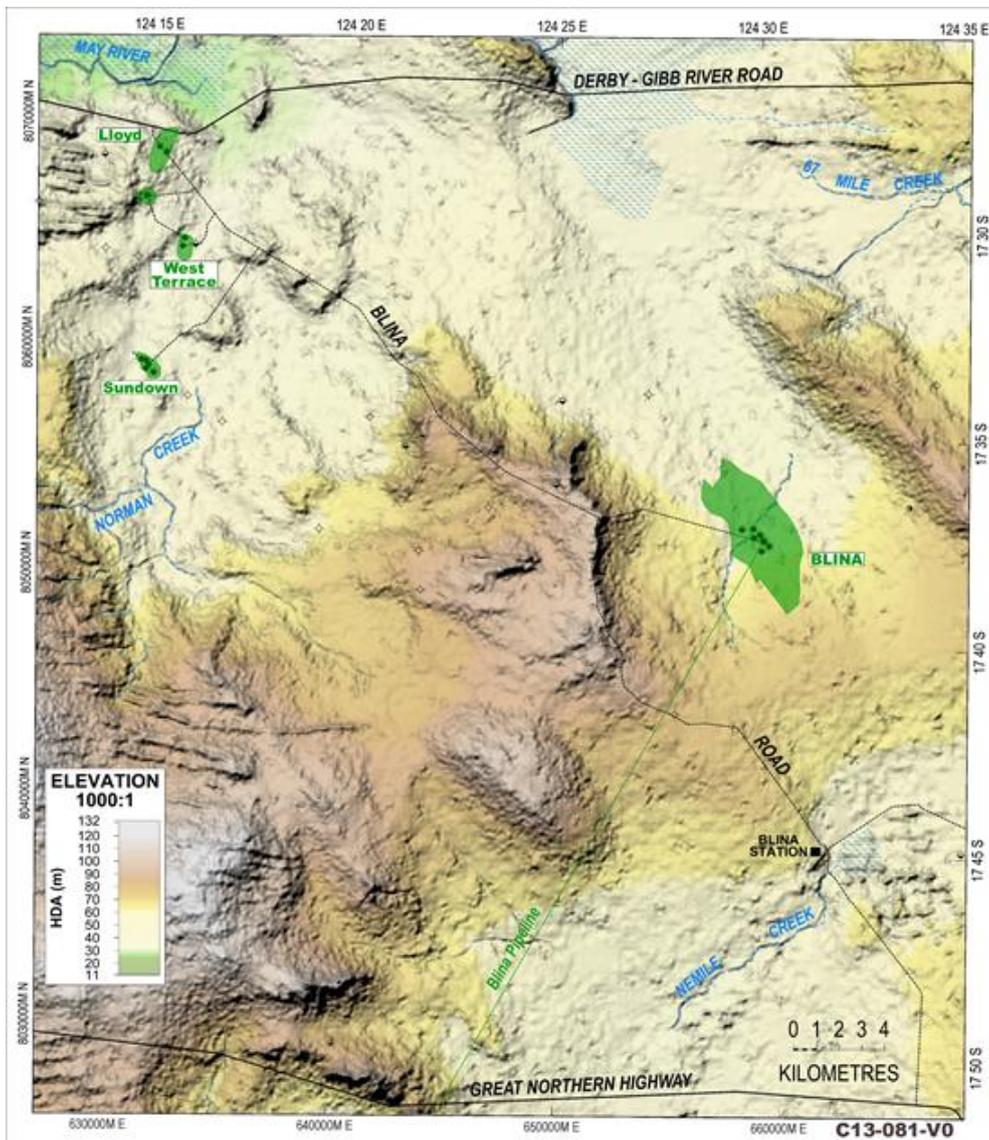 124 15 E
124 20 E
124 25 E
124 30 E
124 35 E
MAY RIVER
DERBY - GIBB RIVER ROAD
8070000M N
Lloyd
67 MILE CREEK
17 30 S
West
Terrace
BLINA
8060000M N
Sundown
CREEK
17 35 S
NORMAN
8050000M N
BLINA
17 40 S
ROAD
ELEVATION
1000:1
132
120
110
100
90
80
70
60
50
40
30
20
11
HDA (m)
8040000M N
BLINA
STATION
17 45 S
Blina Pipeline
CREEK
NEMILE
8030000M N
0 1 2 3 4
KILOMETRES
17 50 S
GREAT NORTHERN HIGHWAY
630000M E
640000M E
650000M E
660000M E
C13-081-V0